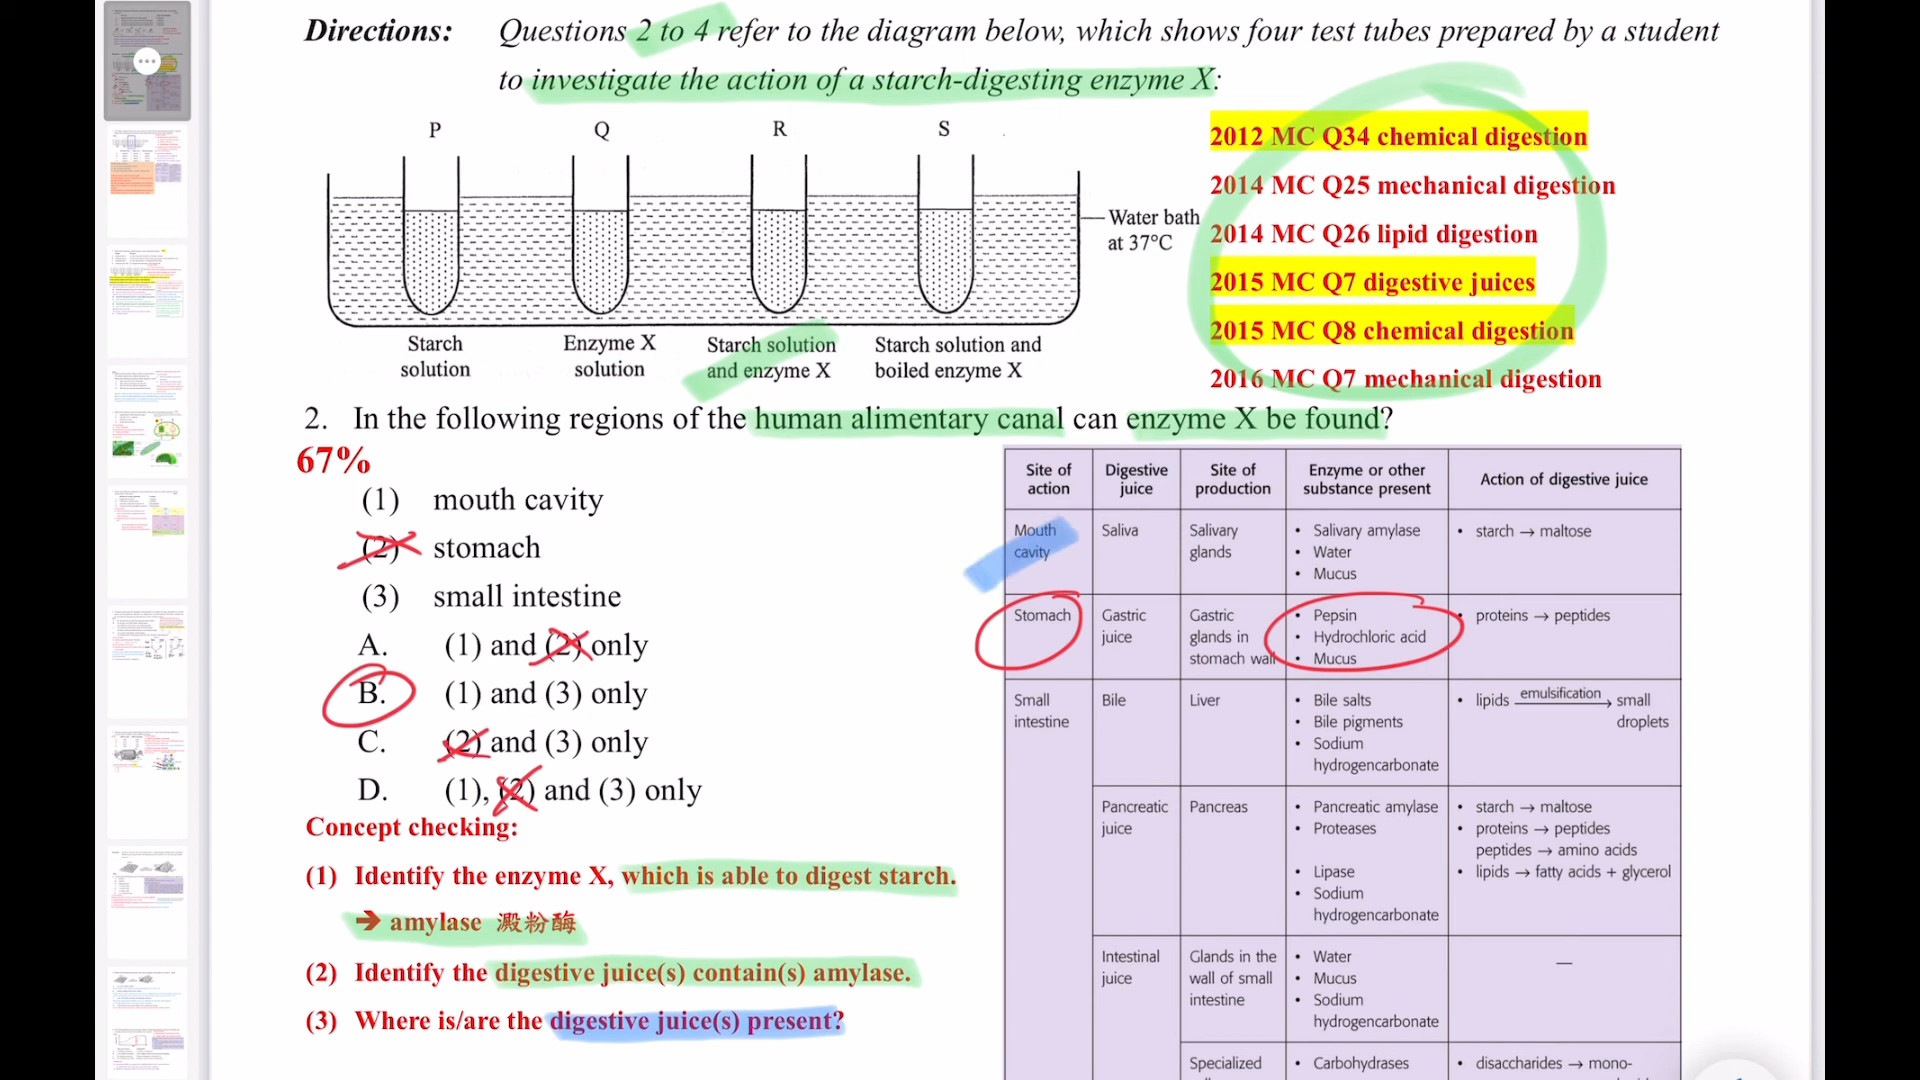 Directions: Questions 2 to 4 refer to the diagram below, which shows four test tubes prepared by a student
to investigate the action of a starch-digesting enzyme X:
P Q R S
Water bath
at 37°C
Starch
solution
Enzyme X
solution
Starch solution
and enzyme X
Starch solution and
boiled enzyme X
2012 MC Q34 chemical digestion
2014 MC Q25 mechanical digestion
2014 MC Q26 lipid digestion
2015 MC Q7 digestive juices
2015 MC Q8 chemical digestion
2016 MC Q7 mechanical digestion
2. In the following regions of the human alimentary canal can enzyme X be found?
67%
(1) mouth cavity
(2) stomach
(3) small intestine
A. (1) and (2) only
B. (1) and (3) only
C. (2) and (3) only
D. (1), (2) and (3) only
Concept checking:
(1) Identify the enzyme X, which is able to digest starch.
➔ amylase 澱粉酶
(2) Identify the digestive juice(s) contain(s) amylase.
(3) Where is/are the digestive juice(s) present?
Site of
action
Digestive
juice
Site of
production
Enzyme or other
substance present
Action of digestive juice
Mouth
cavity
Saliva
Salivary
glands
• Salivary amylase
• Water
• Mucus
• starch → maltose
Stomach
Gastric
juice
Gastric
glands in
stomach wall
• Pepsin
• Hydrochloric acid
• Mucus
• proteins → peptides
Small
intestine
Bile
Liver
• Bile salts
• Bile pigments
• Sodium
hydrogencarbonate
emulsification
• lipids → small
droplets
Pancreatic
juice
Pancreas
• Pancreatic amylase
• Proteases
• Lipase
• Sodium
hydrogencarbonate
• starch → maltose
• proteins → peptides
peptides → amino acids
• lipids → fatty acids + glycerol
Intestinal
juice
Glands in the
wall of small
intestine
• Water
• Mucus
• Sodium
hydrogencarbonate
—
Specialized
• Carbohydrases
• disaccharides → mono-